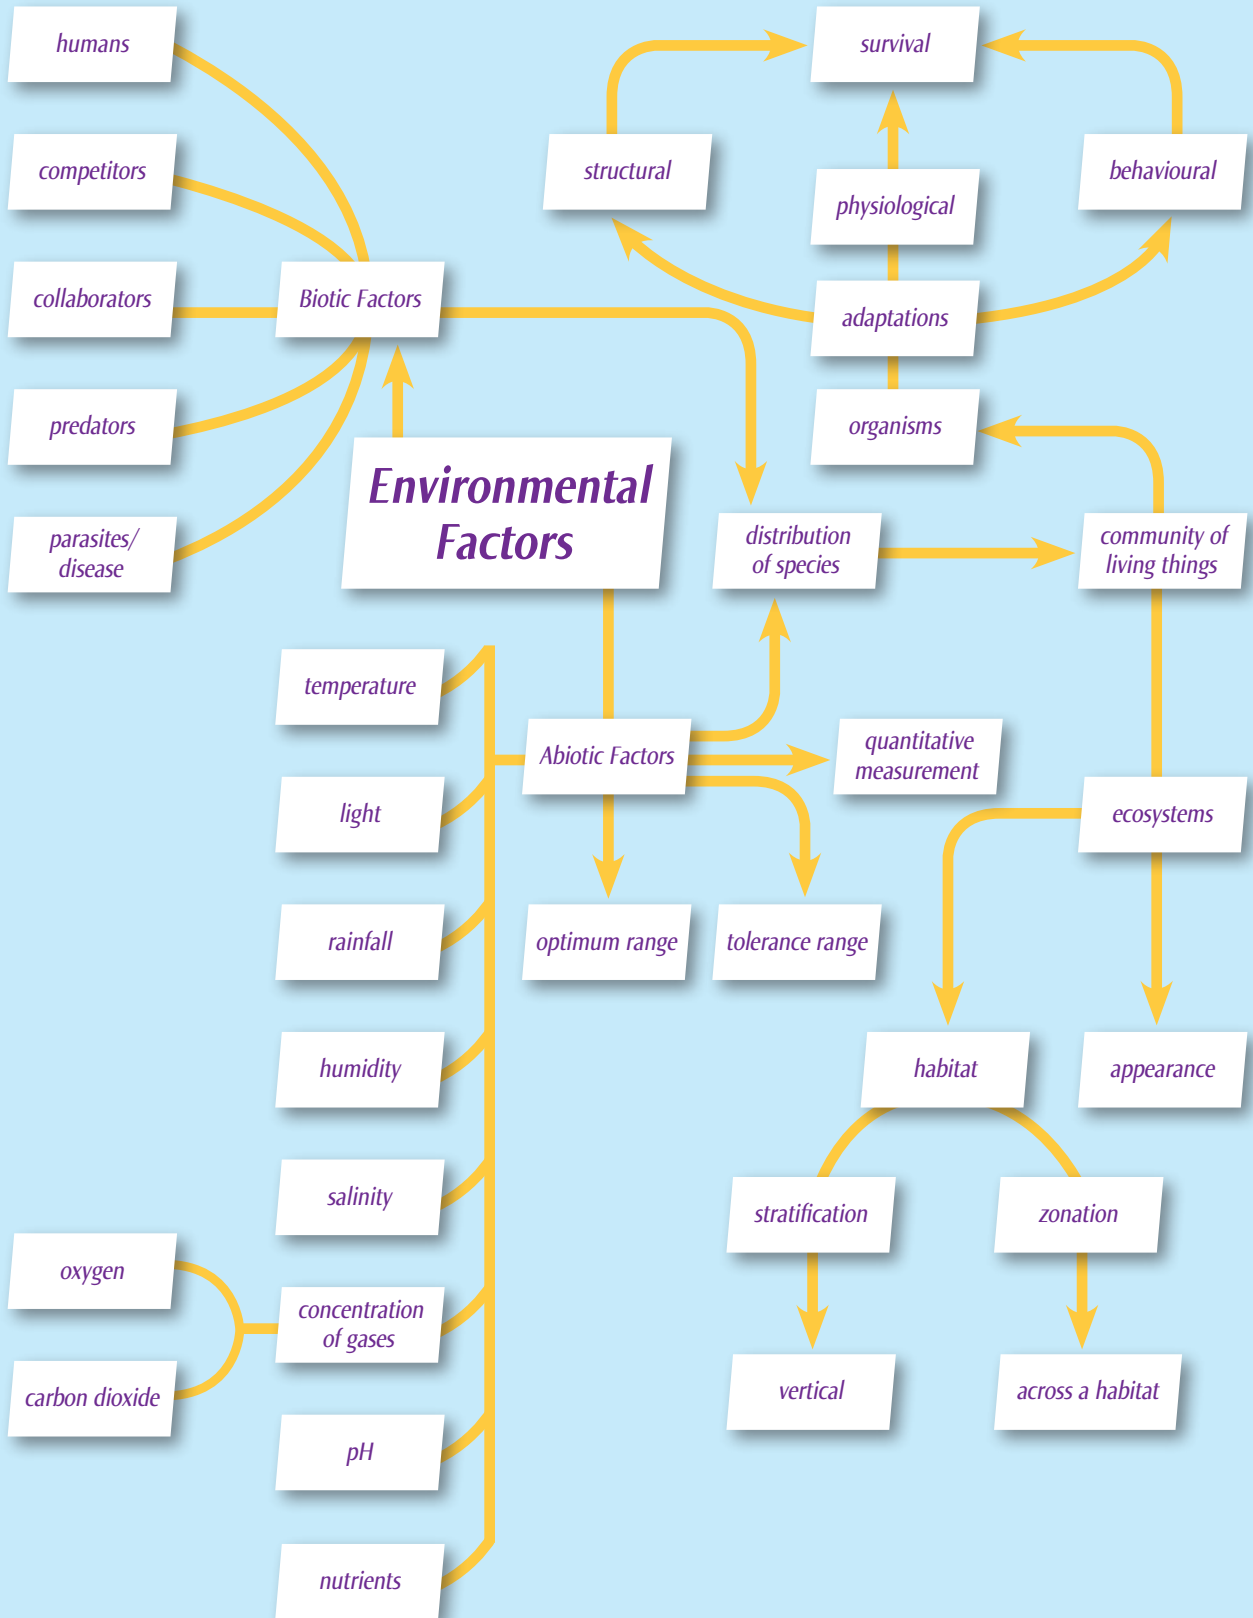 humans
survival
competitors
structural
behavioural
physiological
collaborators
Biotic Factors
adaptations
predators
organisms
Environmental
Factors
parasites/
disease
distribution
of species
community of
living things
temperature
Abiotic Factors
quantitative
measurement
light
ecosystems
rainfall
optimum range
tolerance range
humidity
habitat
appearance
salinity
stratification
zonation
oxygen
concentration
of gases
carbon dioxide
vertical
across a habitat
pH
nutrients